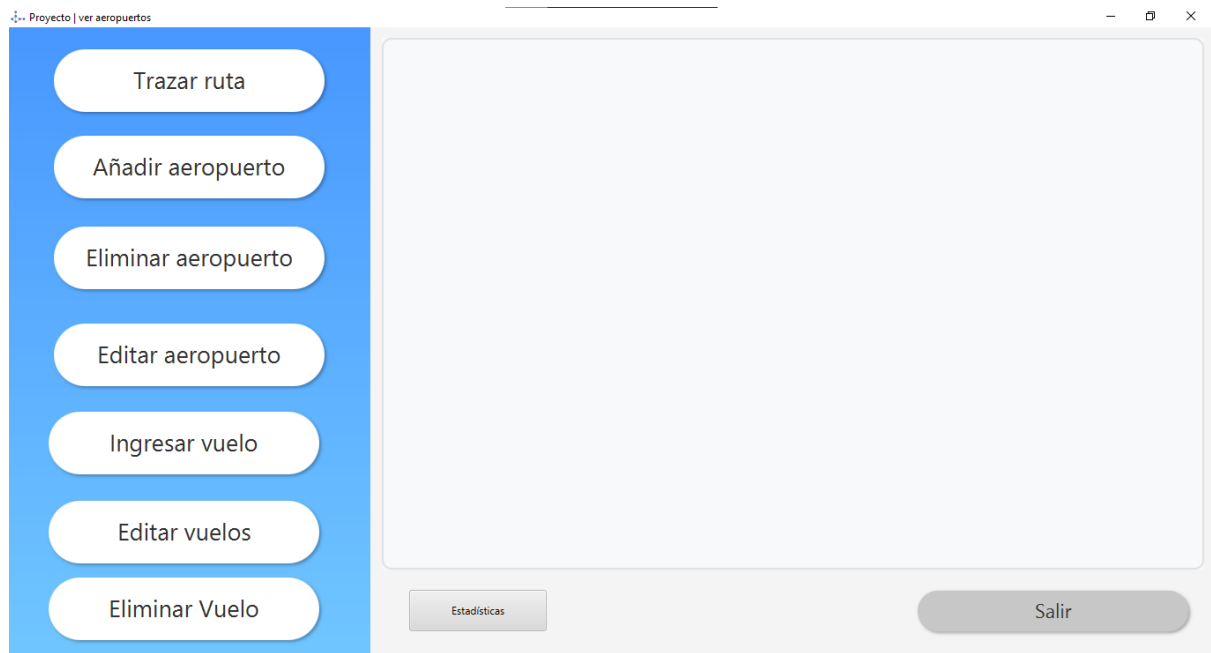 Proyecto | ver aeropuertos
Trazar ruta
Añadir aeropuerto
Eliminar aeropuerto
Editar aeropuerto
Ingresar vuelo
Editar vuelos
Eliminar Vuelo
Estadísticas
Salir